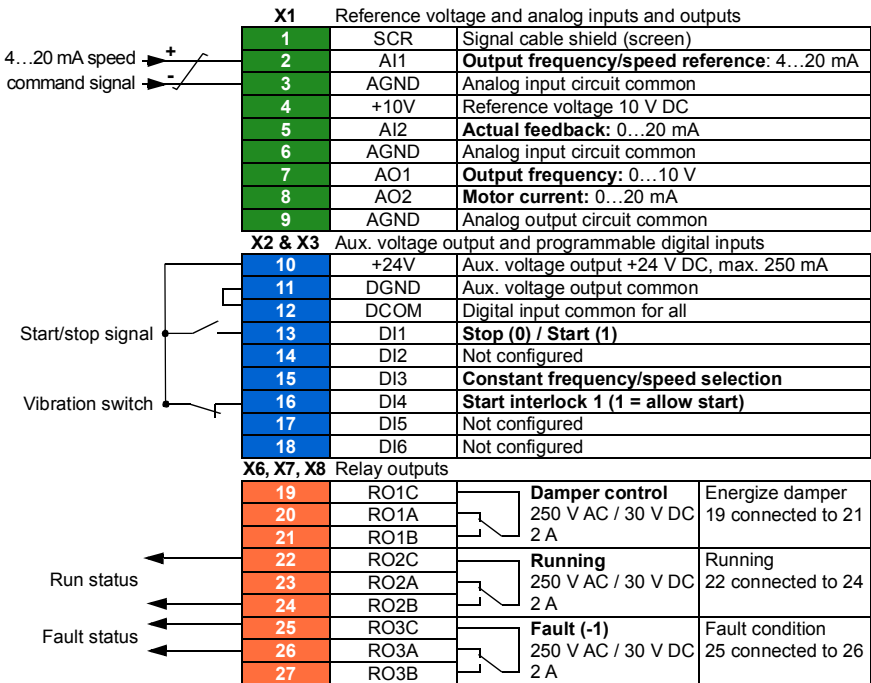 X1 Reference voltage and analog inputs and outputs
1 SCR Signal cable shield (screen)
4…20 mA speed + 2 AI1 Output frequency/speed reference: 4…20 mA
command signal - 3 AGND Analog input circuit common
4 +10V Reference voltage 10 V DC
5 AI2 Actual feedback: 0…20 mA
6 AGND Analog input circuit common
7 AO1 Output frequency: 0…10 V
8 AO2 Motor current: 0…20 mA
9 AGND Analog output circuit common
X2 & X3 Aux. voltage output and programmable digital inputs
10 +24V Aux. voltage output +24 V DC, max. 250 mA
11 DGND Aux. voltage output common
12 DCOM Digital input common for all
Start/stop signal 13 DI1 Stop (0) / Start (1)
14 DI2 Not configured
15 DI3 Constant frequency/speed selection
Vibration switch 16 DI4 Start interlock 1 (1 = allow start)
17 DI5 Not configured
18 DI6 Not configured
X6, X7, X8 Relay outputs
19 RO1C Damper control Energize damper
20 RO1A 250 V AC / 30 V DC 19 connected to 21
21 RO1B 2 A
22 RO2C Running Running
Run status 23 RO2A 250 V AC / 30 V DC 22 connected to 24
24 RO2B 2 A
Fault status 25 RO3C Fault (-1) Fault condition
26 RO3A 250 V AC / 30 V DC 25 connected to 26
27 RO3B 2 A